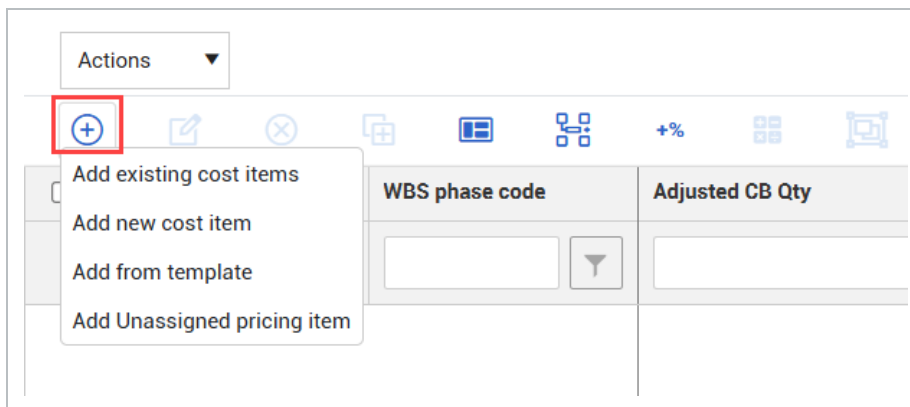 Actions
+%
Add existing cost items
Add new cost item
Add from template
Add Unassigned pricing item
WBS phase code
Adjusted CB Qty